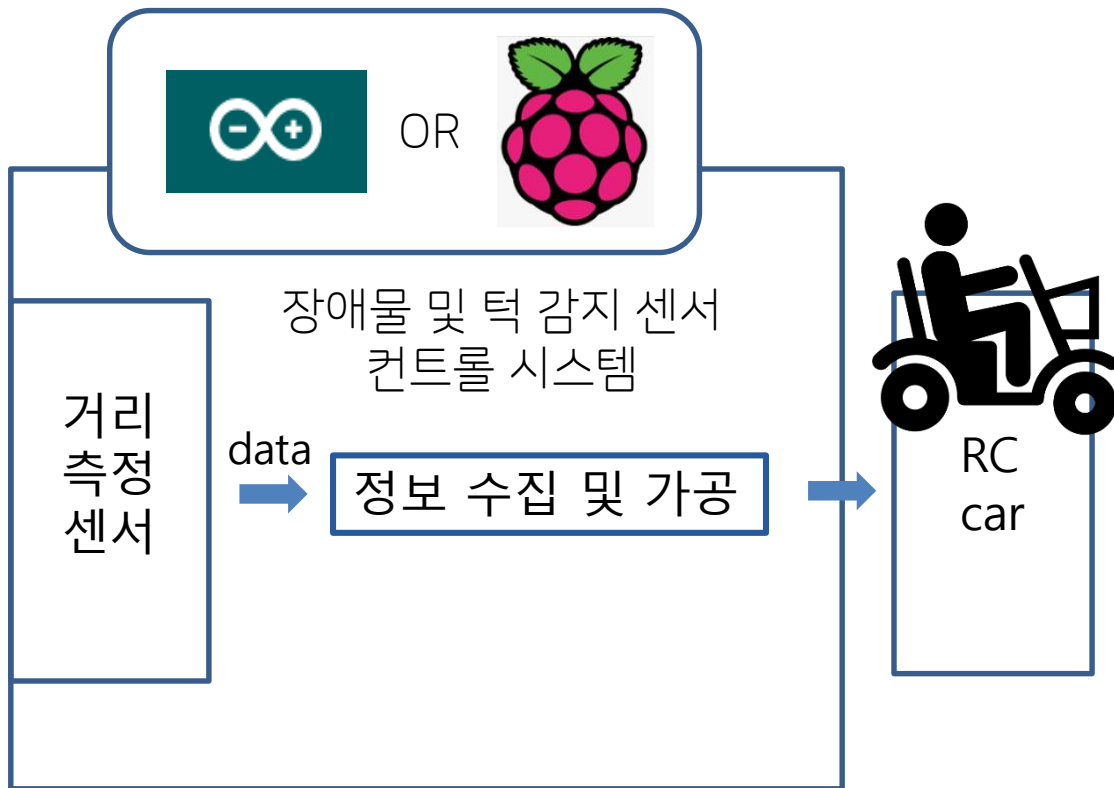 OR
장애물 및 턱 감지 센서
컨트롤 시스템
거리
측정
센서
data
정보 수집 및 가공
RC
car